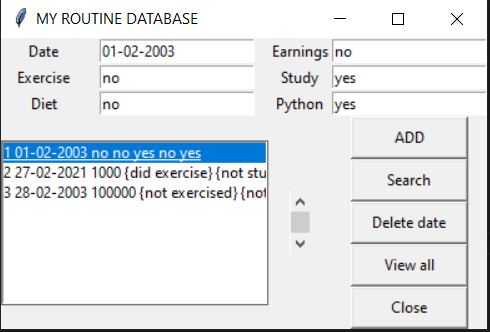 MY ROUTINE DATABASE
Date 01-02-2003 Earnings no
Exercise no Study yes
Diet no Python yes
1 01-02-2003 no no yes no yes
2 27-02-2021 1000 {did exercise} {not stu
3 28-02-2003 100000 {not exercised} {not
ADD
Search
Delete date
View all
Close